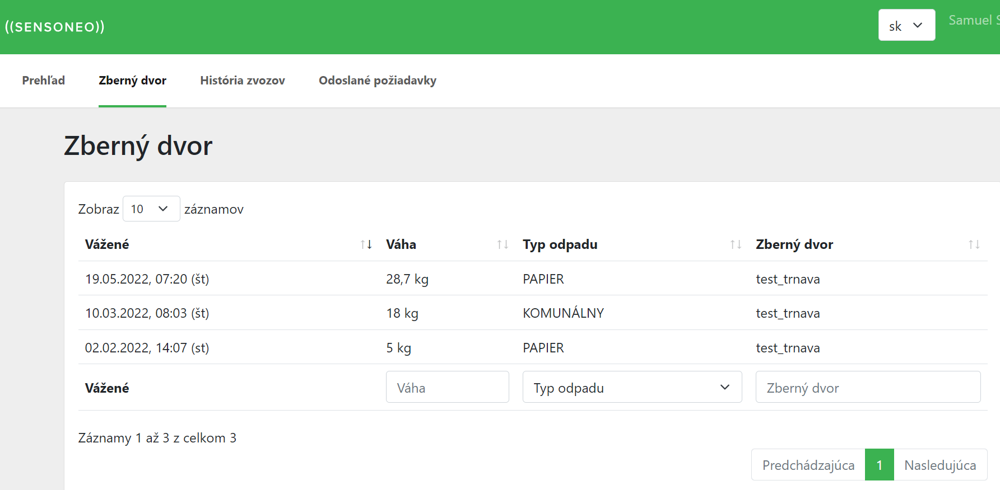 ((SENSONEO))
sk
Samuel S
Prehľad Zberný dvor História zvozov Odoslané požiadavky
Zberný dvor
Zobraz 10 záznamov
Vážené Váha Typ odpadu Zberný dvor
19.05.2022, 07:20 (št) 28,7 kg PAPIER test_trnava
10.03.2022, 08:03 (št) 18 kg KOMUNÁLNY test_trnava
02.02.2022, 14:07 (st) 5 kg PAPIER test_trnava
Vážené Váha Typ odpadu Zberný dvor
Záznamy 1 až 3 z celkom 3
Predchádzajúca 1 Nasledujúca